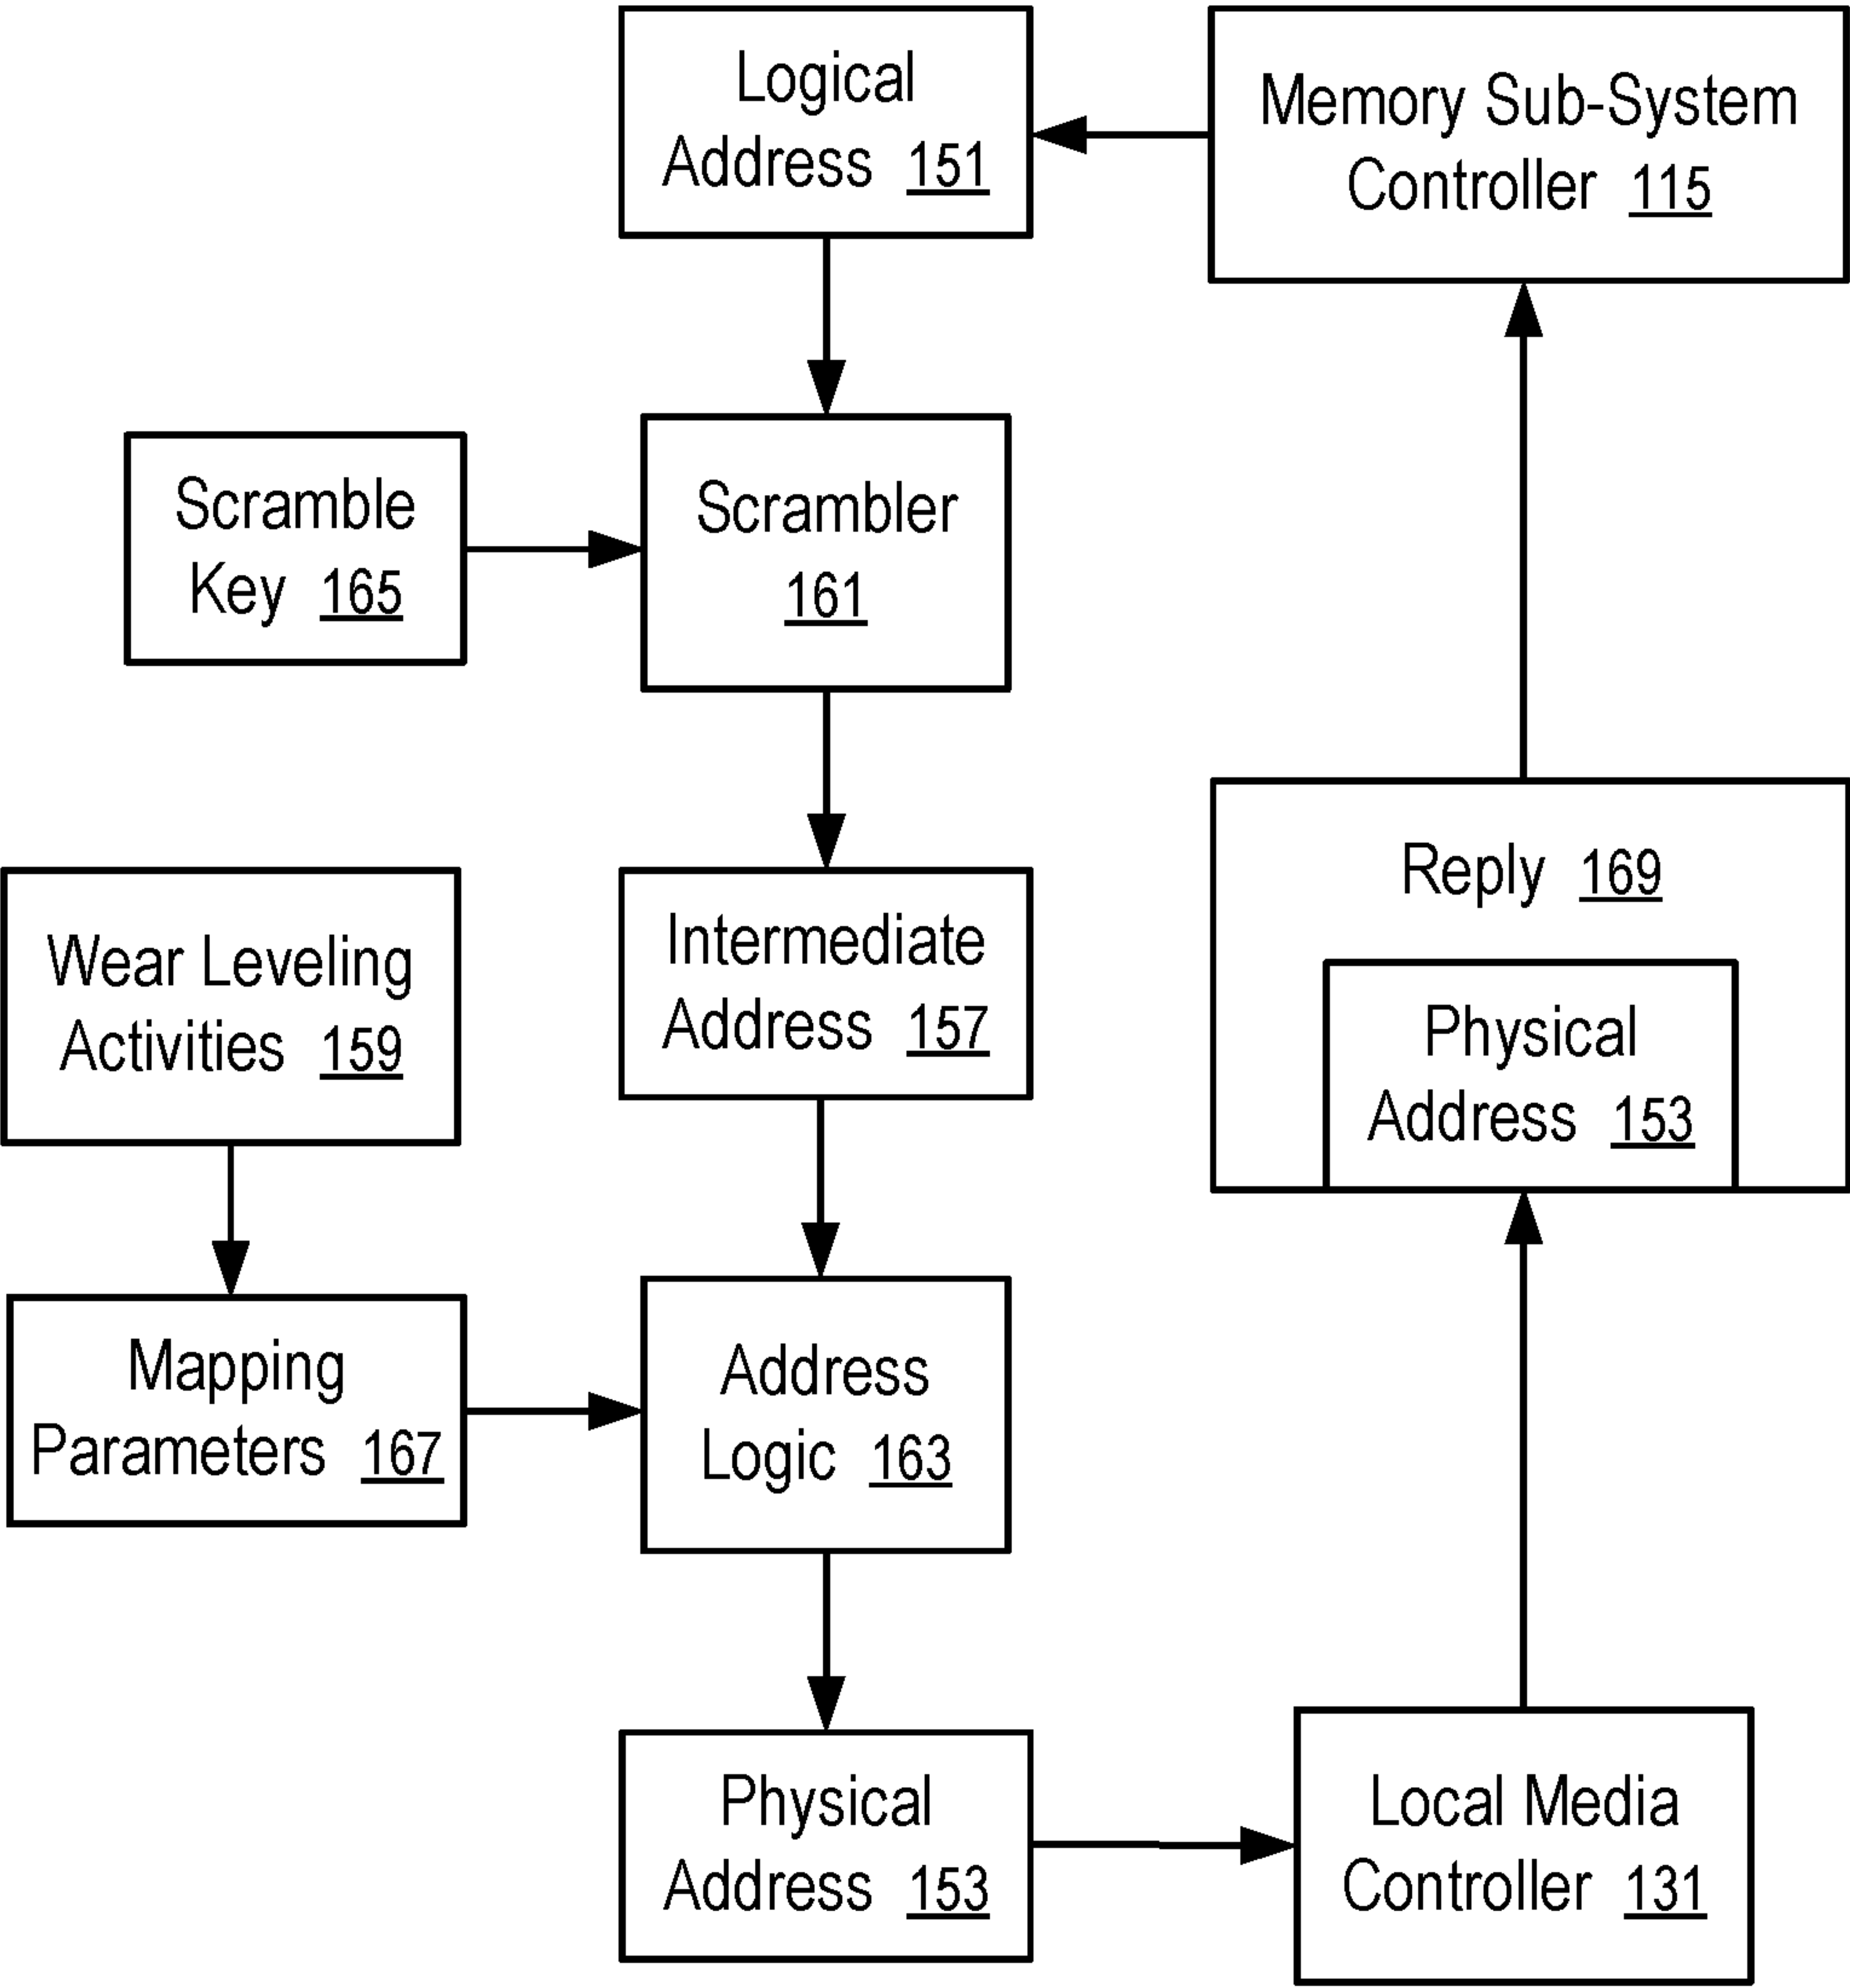 Logical
Address 151
Memory Sub-System
Controller 115
Scramble
Key 165
Scrambler
161
Wear Leveling
Activities 159
Intermediate
Address 157
Reply 169
Physical
Address 153
Mapping
Parameters 167
Address
Logic 163
Physical
Address 153
Local Media
Controller 131